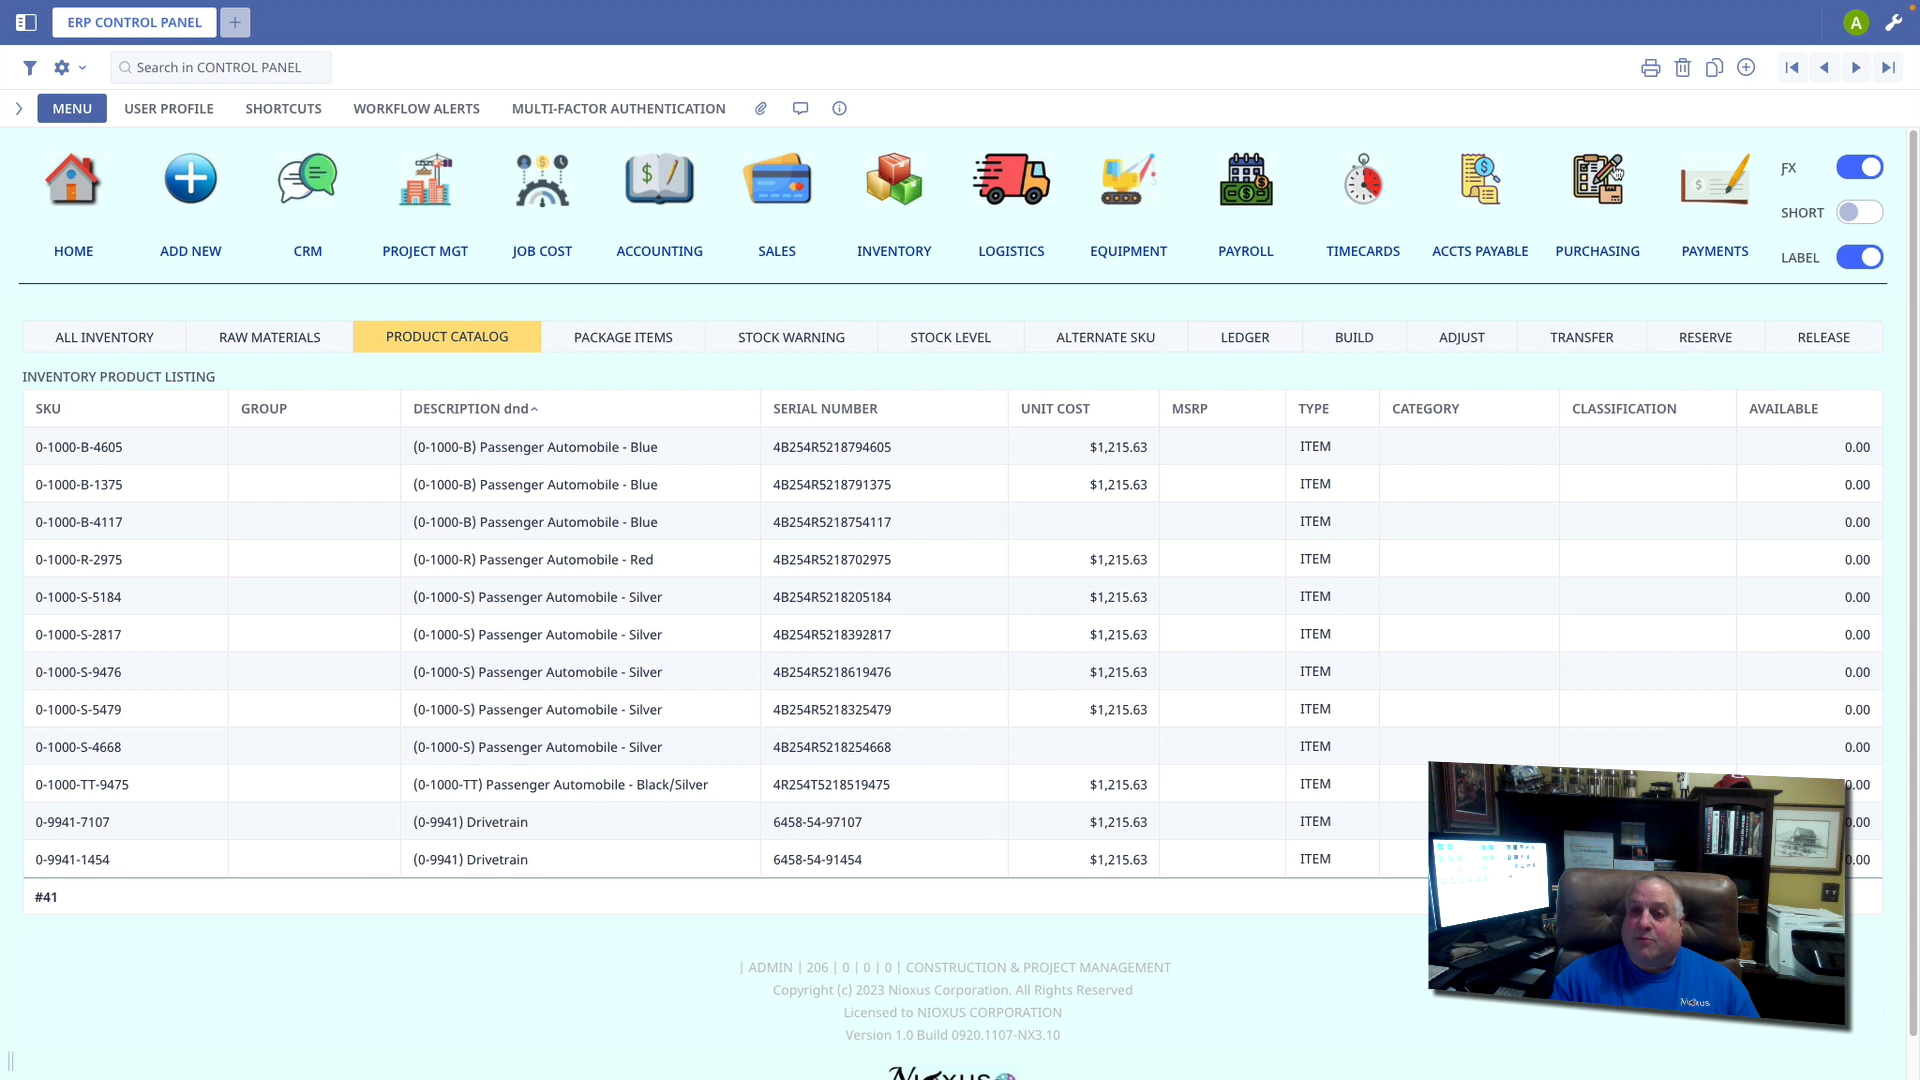 ERP CONTROL PANEL +
A
Search in CONTROL PANEL
MENU USER PROFILE SHORTCUTS WORKFLOW ALERTS MULTI-FACTOR AUTHENTICATION
HOME ADD NEW CRM PROJECT MGT JOB COST ACCOUNTING SALES INVENTORY LOGISTICS EQUIPMENT PAYROLL TIMECARDS ACCTS PAYABLE PURCHASING PAYMENTS
FX
SHORT
LABEL
ALL INVENTORY RAW MATERIALS PRODUCT CATALOG PACKAGE ITEMS STOCK WARNING STOCK LEVEL ALTERNATE SKU LEDGER BUILD ADJUST TRANSFER RESERVE RELEASE
INVENTORY PRODUCT LISTING
SKU GROUP DESCRIPTION dnd SERIAL NUMBER UNIT COST MSRP TYPE CATEGORY CLASSIFICATION AVAILABLE
0-1000-B-4605 (0-1000-B) Passenger Automobile - Blue 4B254R5218794605 $1,215.63 ITEM 0.00
0-1000-B-1375 (0-1000-B) Passenger Automobile - Blue 4B254R5218791375 $1,215.63 ITEM 0.00
0-1000-B-4117 (0-1000-B) Passenger Automobile - Blue 4B254R5218754117 ITEM 0.00
0-1000-R-2975 (0-1000-R) Passenger Automobile - Red 4B254R5218702975 $1,215.63 ITEM 0.00
0-1000-S-5184 (0-1000-S) Passenger Automobile - Silver 4B254R5218205184 $1,215.63 ITEM 0.00
0-1000-S-2817 (0-1000-S) Passenger Automobile - Silver 4B254R5218392817 $1,215.63 ITEM 0.00
0-1000-S-9476 (0-1000-S) Passenger Automobile - Silver 4B254R5218619476 $1,215.63 ITEM 0.00
0-1000-S-5479 (0-1000-S) Passenger Automobile - Silver 4B254R5218325479 $1,215.63 ITEM 0.00
0-1000-S-4668 (0-1000-S) Passenger Automobile - Silver 4B254R5218254668 ITEM 0.00
0-1000-TT-9475 (0-1000-TT) Passenger Automobile - Black/Silver 4R254T5218519475 $1,215.63 ITEM 0.00
0-9941-7107 (0-9941) Drivetrain 6458-54-97107 $1,215.63 ITEM 0.00
0-9941-1454 (0-9941) Drivetrain 6458-54-91454 $1,215.63 ITEM 0.00
#41
| ADMIN | 206 | 0 | 0 | 0 | CONSTRUCTION & PROJECT MANAGEMENT
Copyright (c) 2023 Nioxus Corporation. All Rights Reserved
Licensed to NIOXUS CORPORATION
Version 1.0 Build 0920.1107-NX3.10
Nioxus
Nioxus